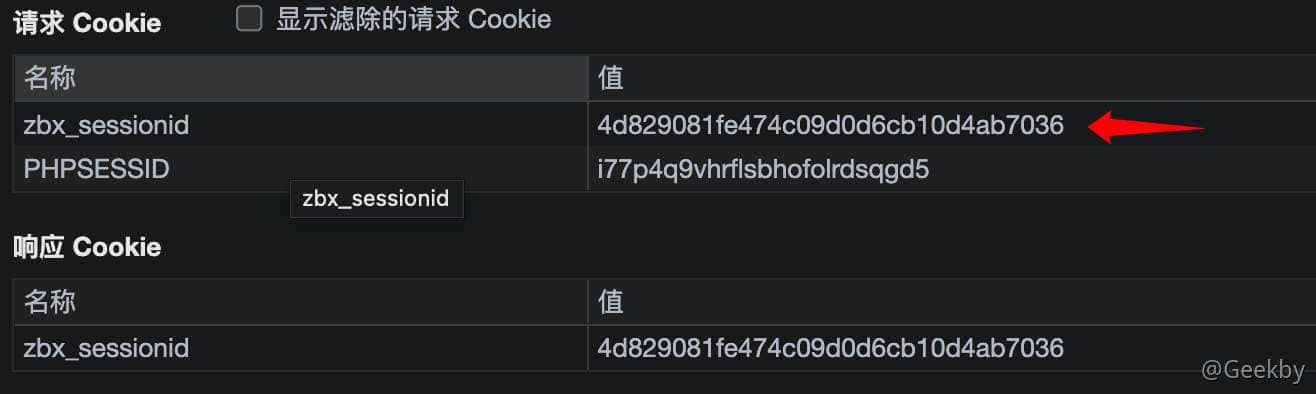 请求 Cookie 显示滤除的请求 Cookie
名称 值
zbx_sessionid 4d829081fe474c09d0d6cb10d4ab7036
PHPSESSID i77p4q9vhrflsbhofolrdsqgd5
zbx_sessionid
响应 Cookie
名称 值
zbx_sessionid 4d829081fe474c09d0d6cb10d4ab7036
@Geekby